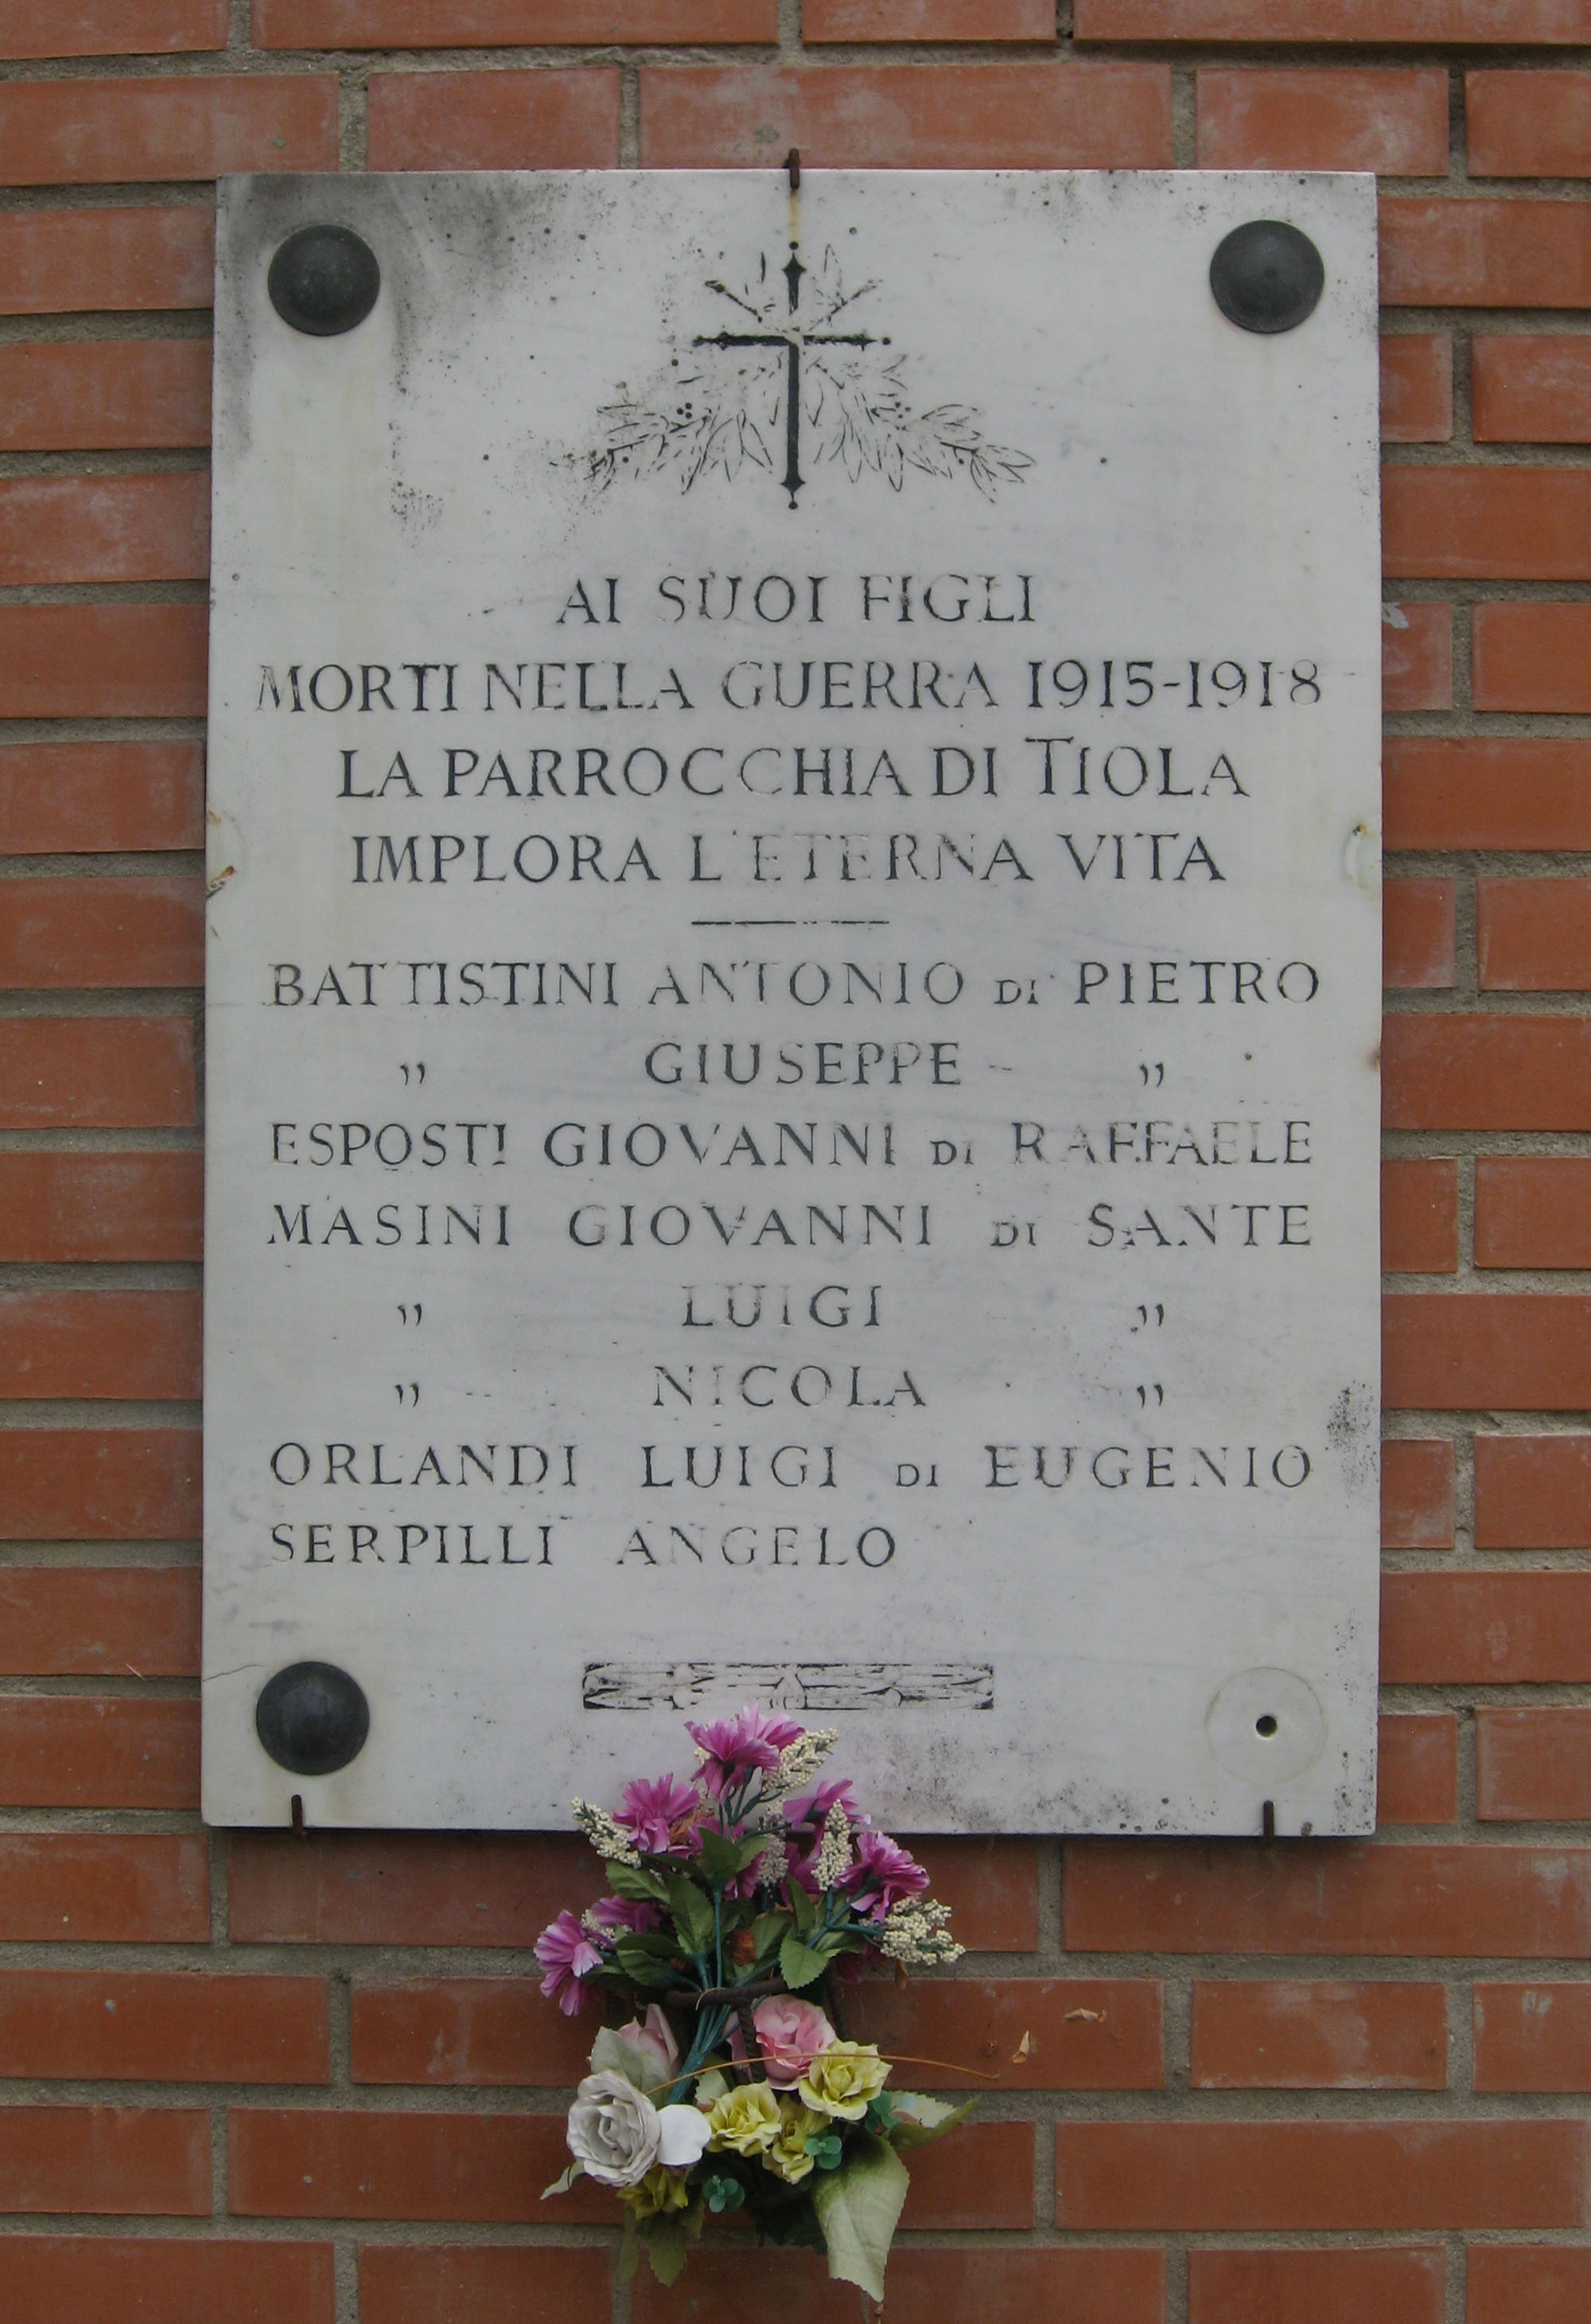 AI SUOI FIGLI
MORTI NELLA GUERRA 1915-1918
LA PARROCCHIA DI TIOLA
IMPLORA L'ETERNA VITA
BATTISTINI ANTONIO DI PIETRO
" GIUSEPPE "
ESPOSTI GIOVANNI DI RAFFAELE
MASINI GIOVANNI DI SANTE
" LUIGI "
" NICOLA "
ORLANDI LUIGI DI EUGENIO
SERPILLI ANGELO